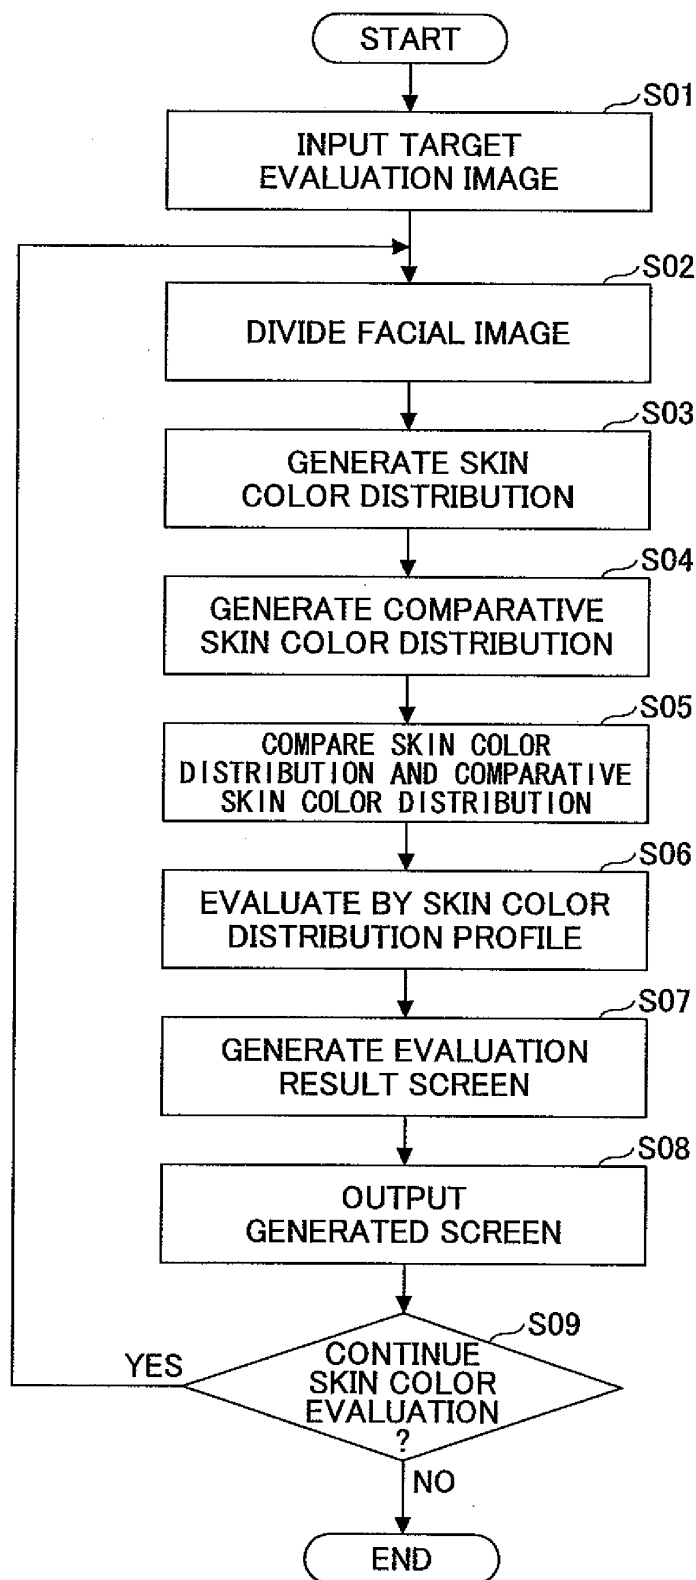 START
S01
INPUT TARGET
EVALUATION IMAGE
S02
DIVIDE FACIAL IMAGE
S03
GENERATE SKIN
COLOR DISTRIBUTION
S04
GENERATE COMPARATIVE
SKIN COLOR DISTRIBUTION
S05
COMPARE SKIN COLOR
DISTRIBUTION AND COMPARATIVE
SKIN COLOR DISTRIBUTION
S06
EVALUATE BY SKIN COLOR
DISTRIBUTION PROFILE
S07
GENERATE EVALUATION
RESULT SCREEN
S08
OUTPUT
GENERATED SCREEN
S09
YES
CONTINUE
SKIN COLOR
EVALUATION
?
NO
END